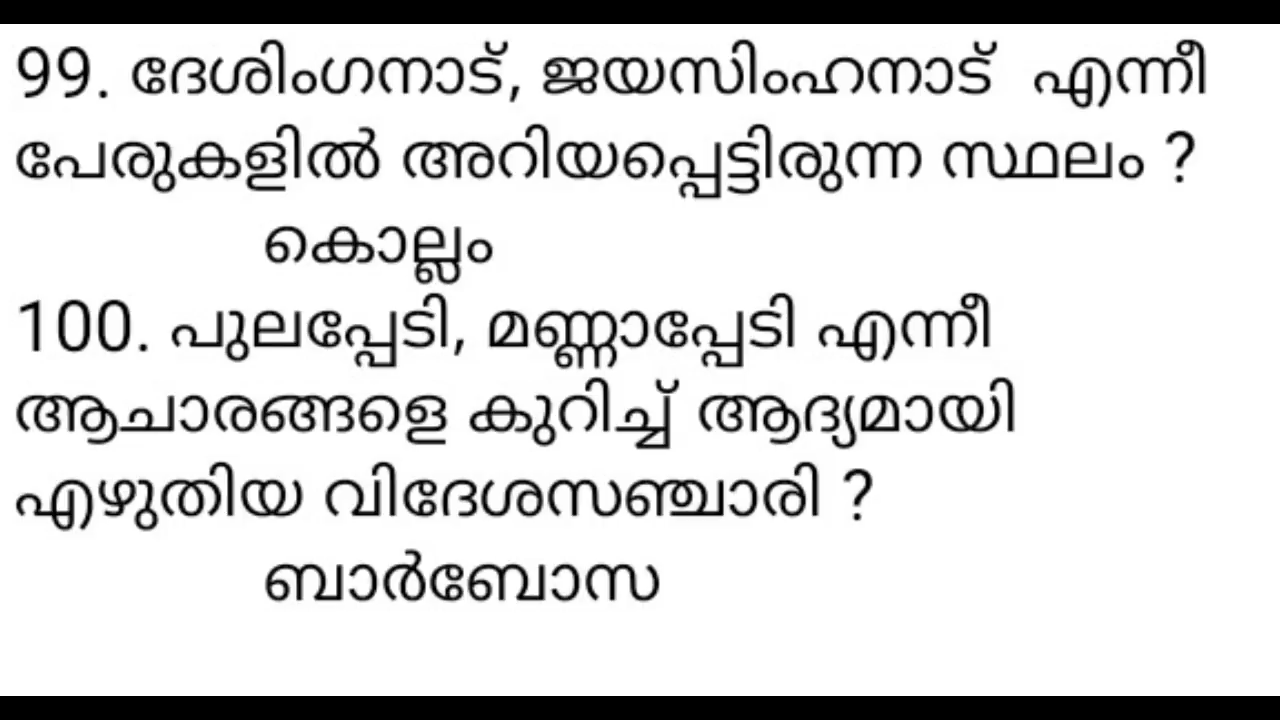 99. ദേശിംഗനാട്, ജയസിംഹനാട് എന്നീ
പേരുകളിൽ അറിയപ്പെട്ടിരുന്ന സ്ഥലം ?
കൊല്ലം
100. പുലപ്പേടി, മണ്ണാപ്പേടി എന്നീ
ആചാരങ്ങളെ കുറിച്ച് ആദ്യമായി
എഴുതിയ വിദേശസഞ്ചാരി ?
ബാർബോസ